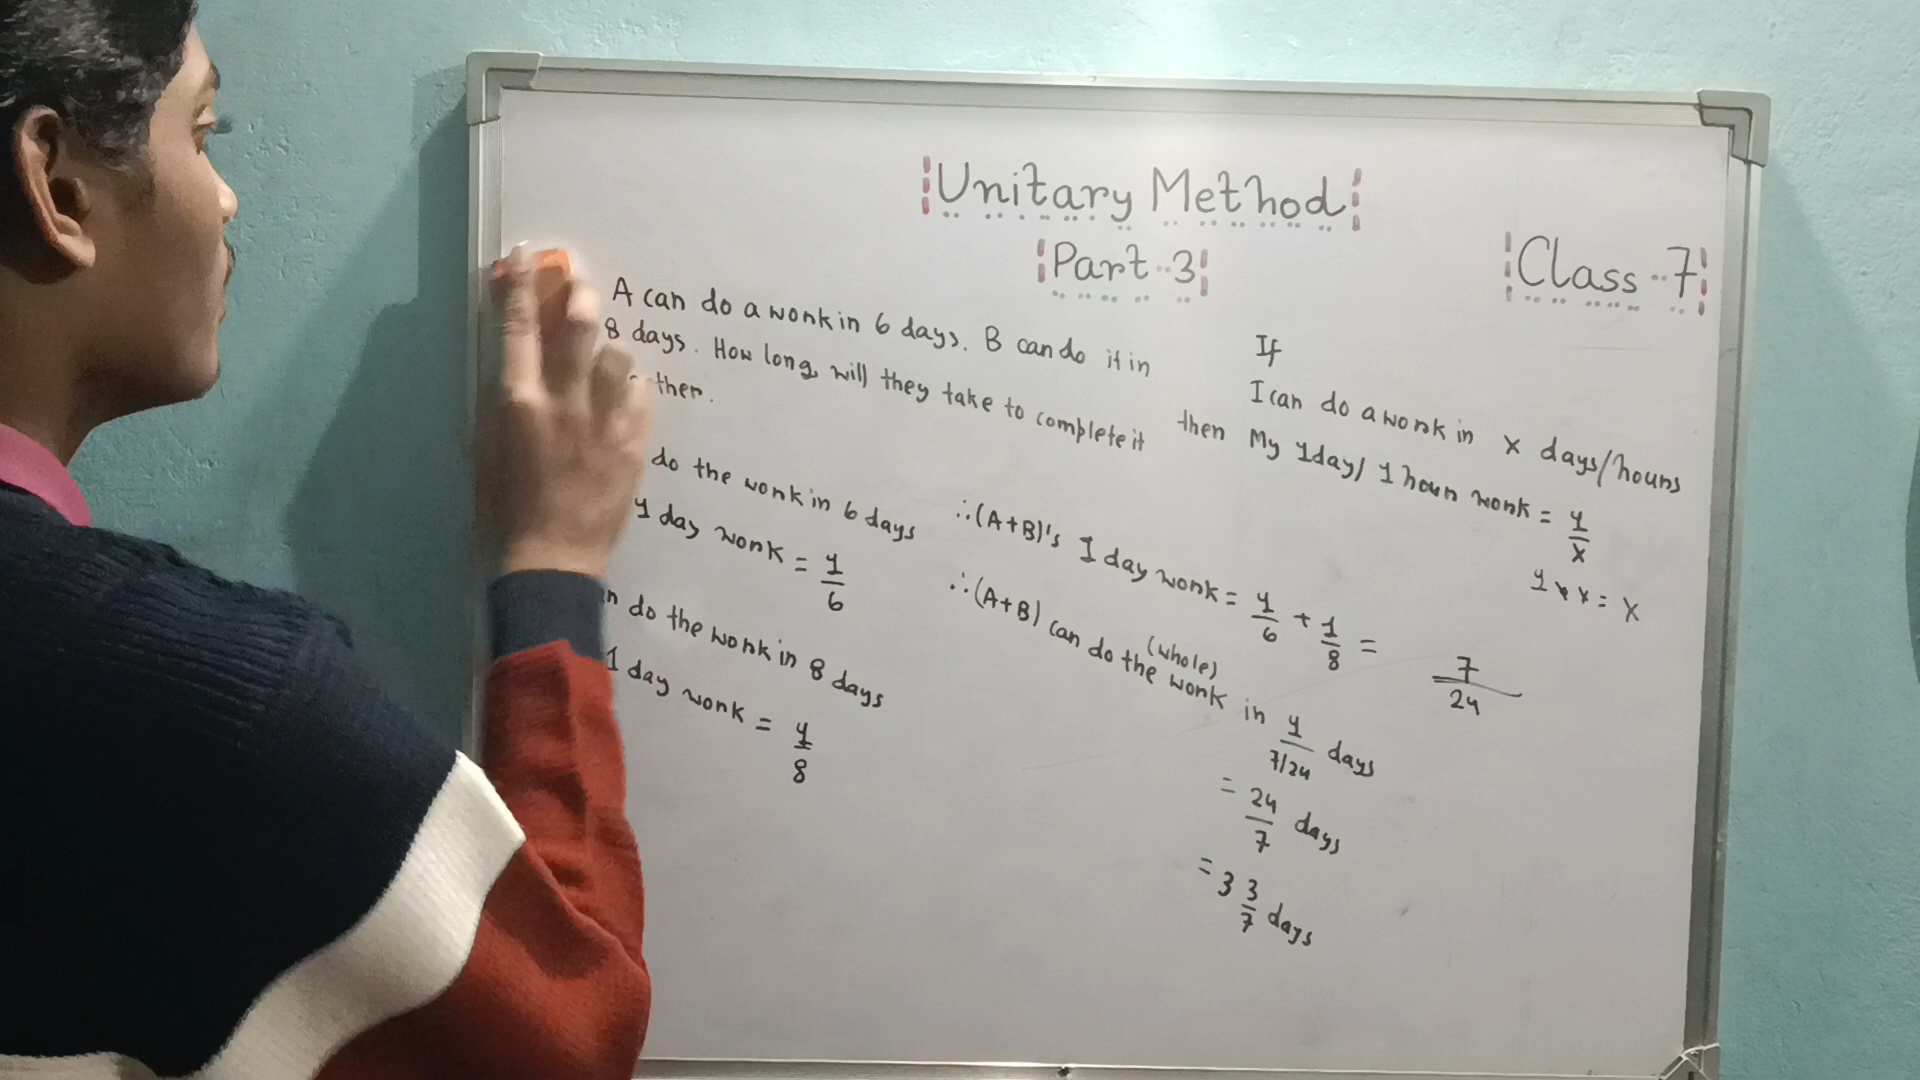 Unitary Method
Part-3
Class-7
A can do a work in 6 days. B can do it in
8 days. How long will they take to complete it
ther.
do the work in 6 days
1 day work = 1/6
n do the work in 8 days
1 day work = 1/8
If
I can do a work in x days/hours
then My 1day/ 1 hour work = 1/x
1 × x = x
∴(A+B)'s 1 day work = 1/6 + 1/8 = 7/24
∴(A+B) can do the (whole) work in 1/(7/24) days
= 24/7 days
= 3 3/7 days